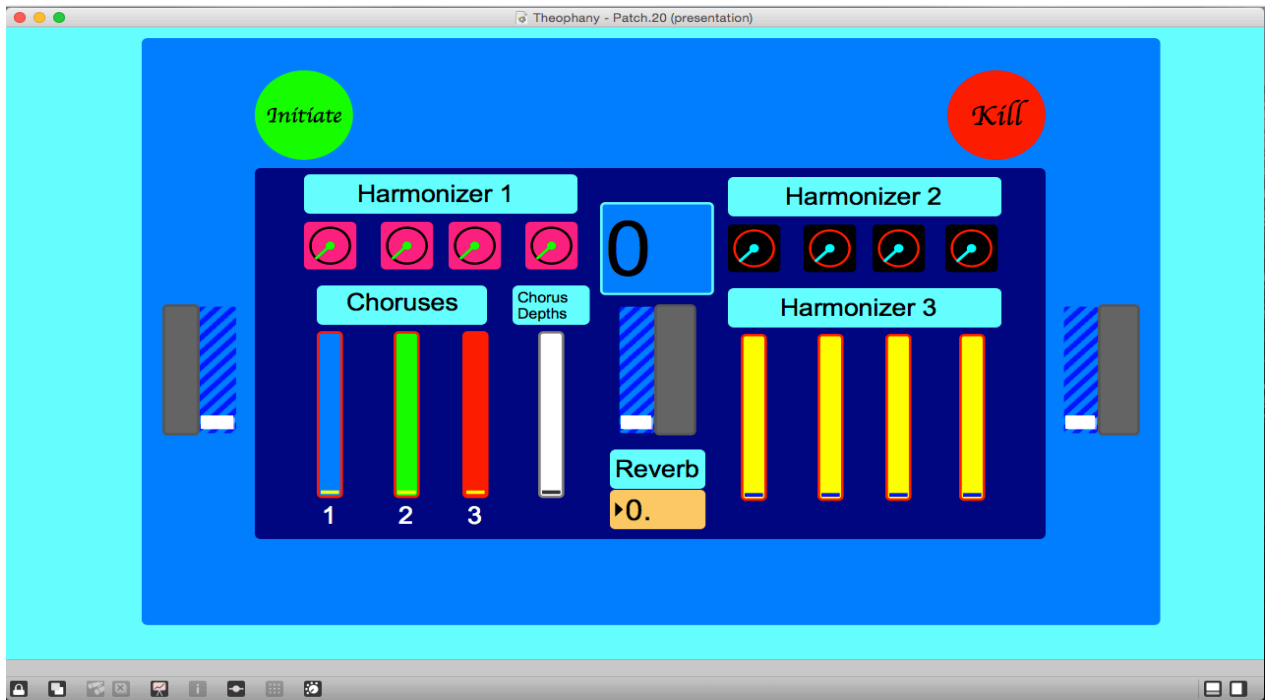 Theophany - Patch.20 (presentation)
Initiate
Kill
Harmonizer 1
Harmonizer 2
0
Choruses
Chorus
Depths
Harmonizer 3
Reverb
0.
1 2 3